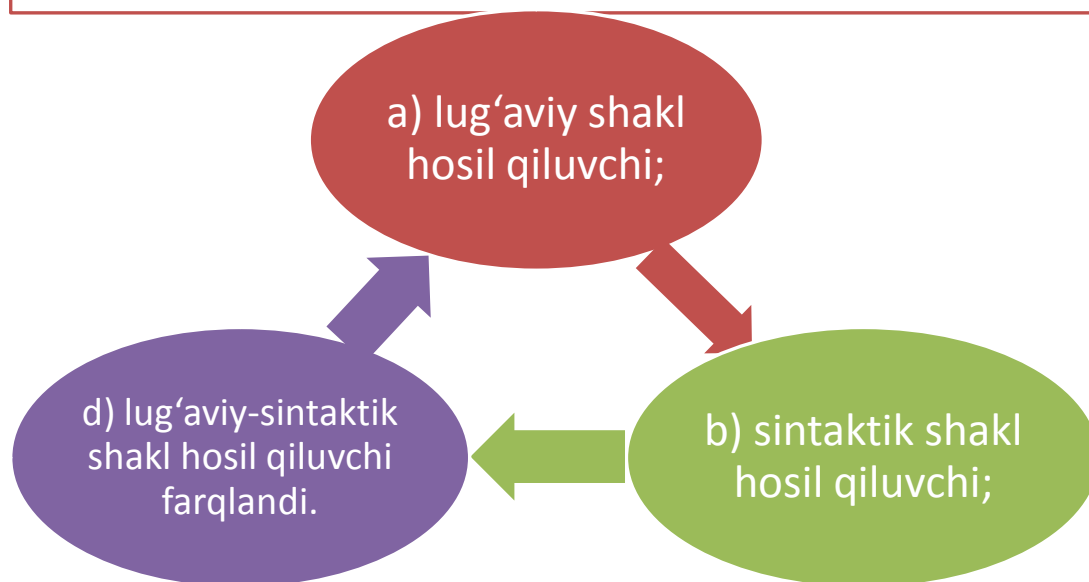 a) lug‘aviy shakl
hosil qiluvchi;
d) lug‘aviy-sintaktik
shakl hosil qiluvchi
farqlandi.
b) sintaktik shakl
hosil qiluvchi;